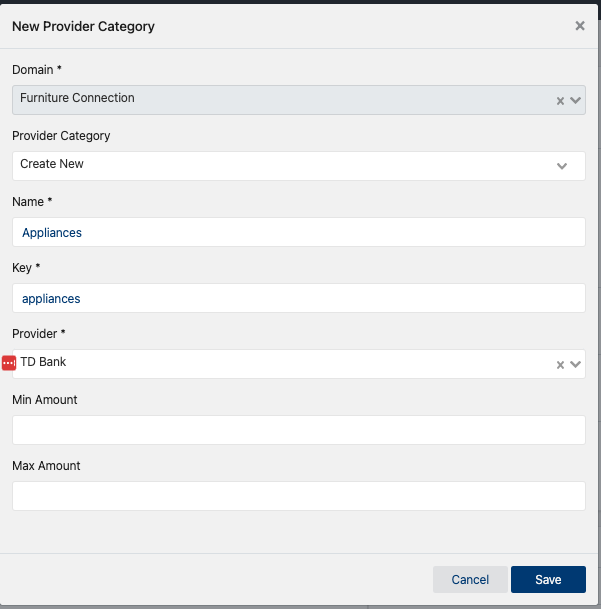 New Provider Category
Domain *
Furniture Connection
Provider Category
Create New
Name *
Appliances
Key *
appliances
Provider *
TD Bank
Min Amount
Max Amount
Cancel
Save